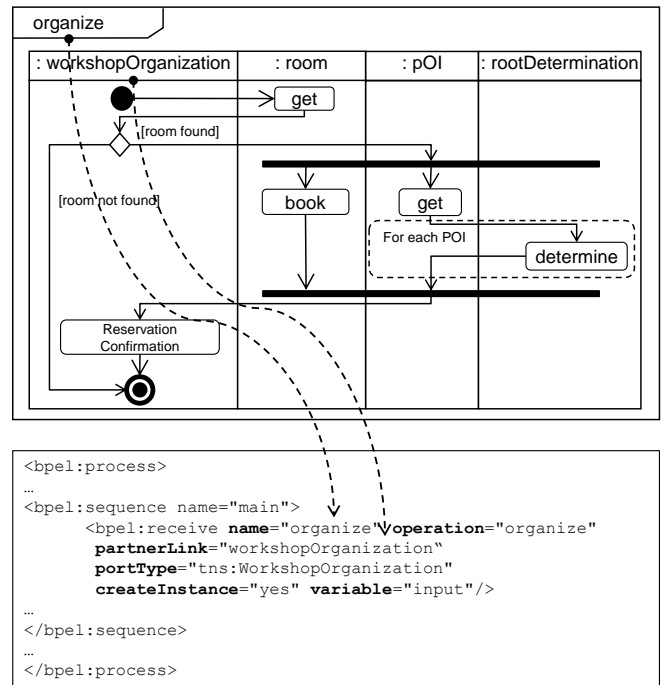 organize
: workshopOrganization
: room
: pOI
: rootDetermination
get
[room found]
[room not found]
book
get
For each POI
determine
Reservation
Confirmation
<bpel:process>
…
<bpel:sequence name="main">
<bpel:receive name="organize" operation="organize"
partnerLink="workshopOrganization“
portType="tns:WorkshopOrganization"
createInstance="yes" variable="input"/>
…
</bpel:sequence>
…
</bpel:process>